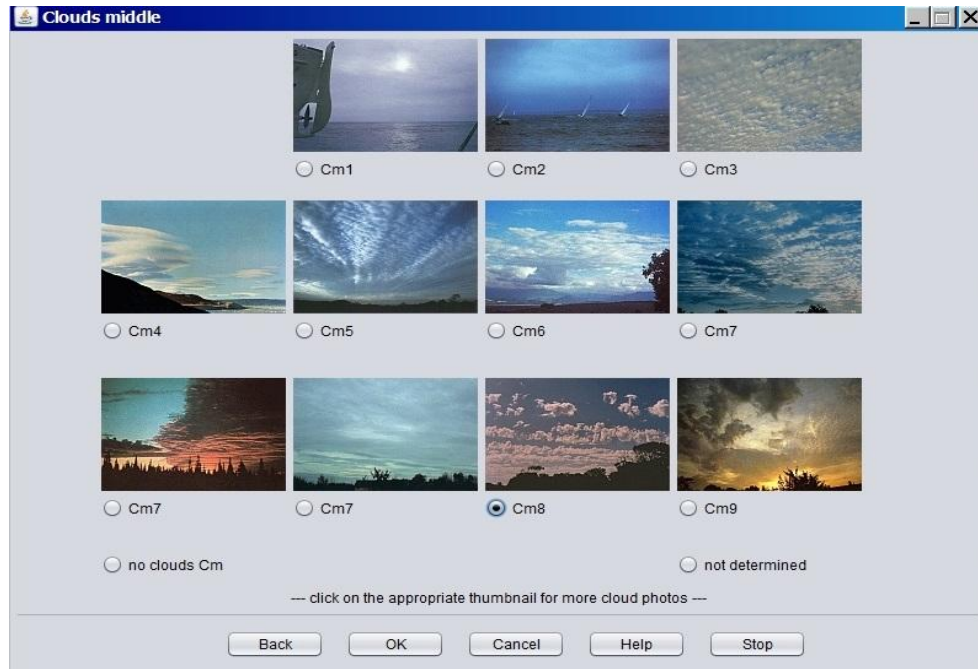 Clouds middle
Cm1 Cm2 Cm3
Cm4 Cm5 Cm6 Cm7
Cm7 Cm7 Cm8 Cm9
no clouds Cm not determined
--- click on the appropriate thumbnail for more cloud photos ---
Back OK Cancel Help Stop